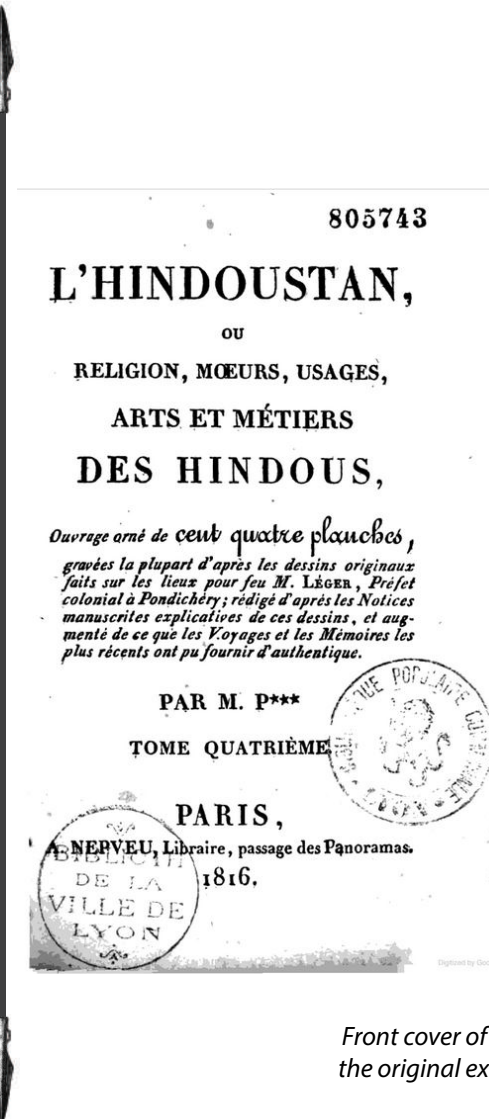 805743
L'HINDOUSTAN,
OU
RELIGION, MŒURS, USAGES,
ARTS ET MÉTIERS
DES HINDOUS,
Ouvrage orné de cent quatre planches,
gravées la plupart d'après les dessins originaux
faits sur les lieux pour feu M. LÉGER, Préfet
colonial à Pondichéry; rédigé d'après les Notices
manuscrites explicatives de ces dessins, et aug-
menté de ce que les Voyages et les Mémoires les
plus récents ont pu fournir d'authentique.
PAR M. P***
TOME QUATRIÈME
PARIS,
A. NEPVEU, Libraire, passage des Panoramas.
1816.
DE LA
VILLE DE
LYON
Digitized by Goo
Front cover of
the original ex